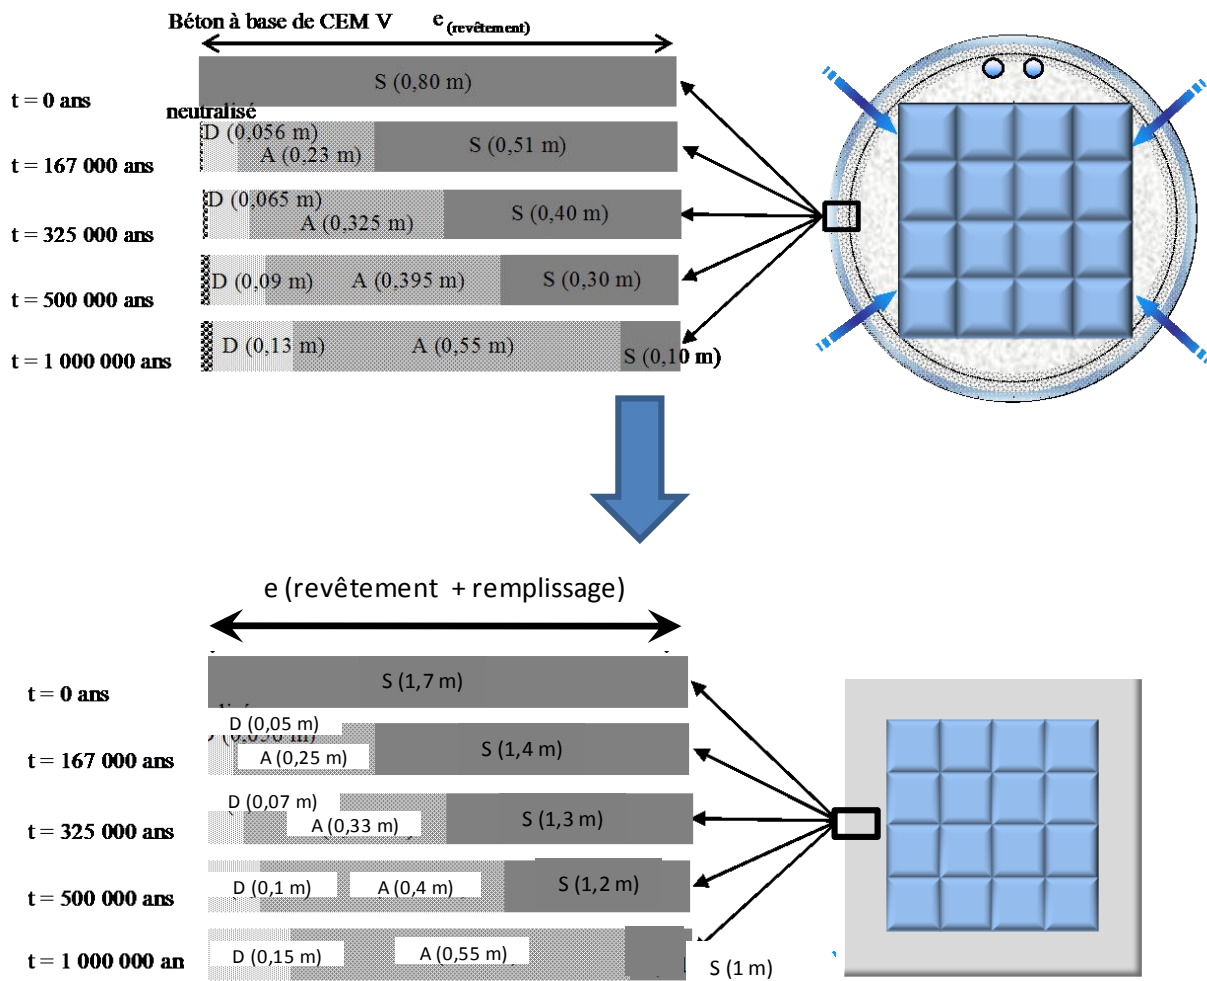 Béton à base de CEM V e (revêtement)
S (0,80 m)
t = 0 ans
neutralisé
D (0,056 m)
A (0,23 m)
S (0,51 m)
t = 167 000 ans
D (0,065 m)
A (0,325 m)
S (0,40 m)
t = 325 000 ans
D (0,09 m)
A (0,395 m)
S (0,30 m)
t = 500 000 ans
D (0,13 m)
A (0,55 m)
S (0,10 m)
t = 1 000 000 ans
e (revêtement + remplissage)
S (1,7 m)
t = 0 ans
D (0,05 m)
A (0,25 m)
S (1,4 m)
t = 167 000 ans
D (0,07 m)
A (0,33 m)
S (1,3 m)
t = 325 000 ans
D (0,1 m)
A (0,4 m)
S (1,2 m)
t = 500 000 ans
D (0,15 m)
A (0,55 m)
S (1 m)
t = 1 000 000 an